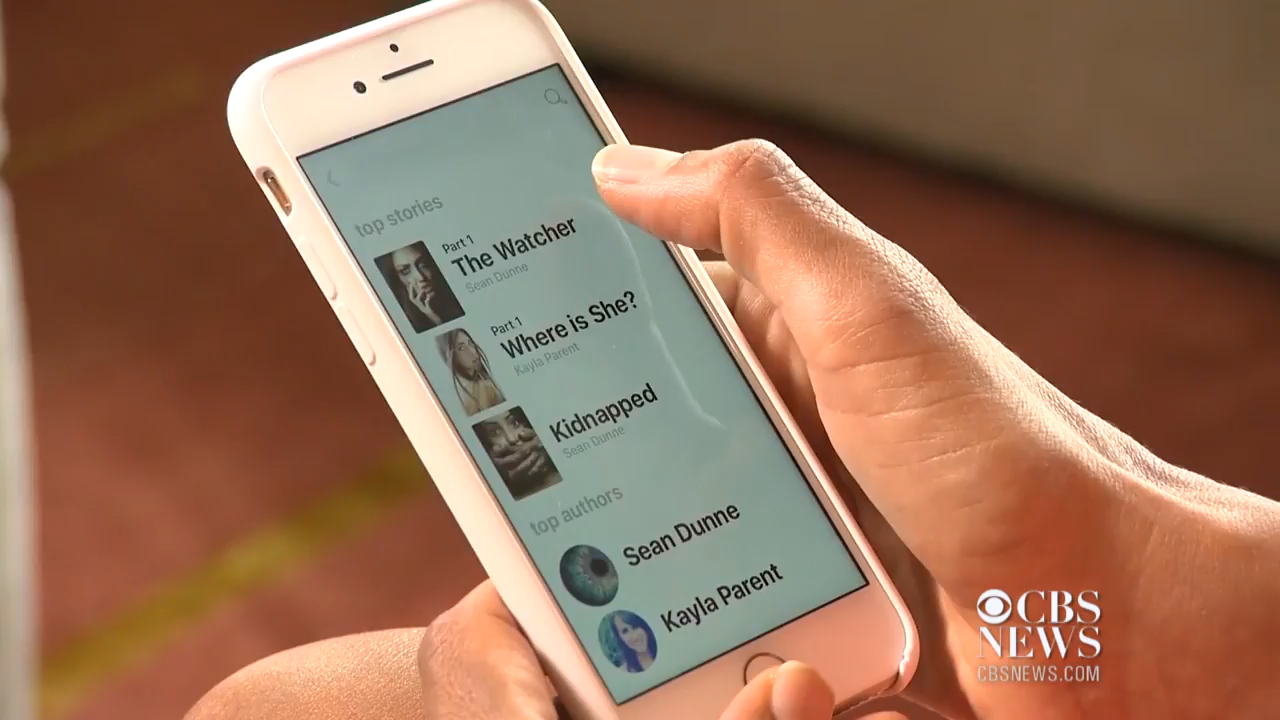 top stories
Part 1
The Watcher
Sean Dunne
Part 1
Where is She?
Kayla Parent
Kidnapped
Sean Dunne
top authors
Sean Dunne
Kayla Parent
CBS
NEWS
CBSNEWS.COM